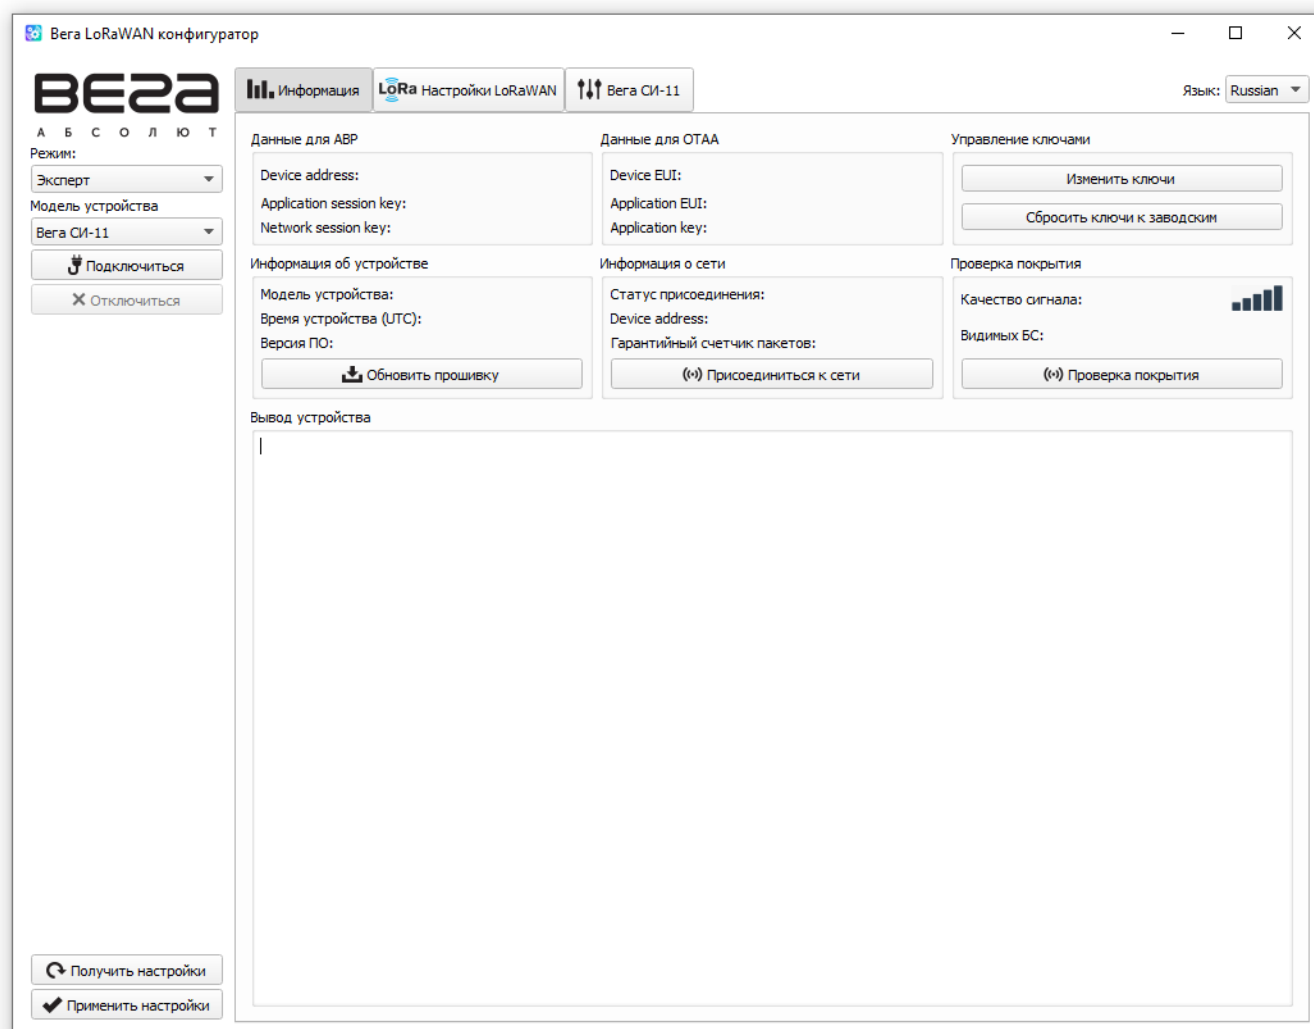 Вега LoRaWAN конфигуратор
ВЕГА
АБСОЛЮТ
Режим:
Эксперт
Модель устройства
Вега СИ-11
Подключиться
Отключиться
Получить настройки
Применить настройки
Информация
LoRa Настройки LoRaWAN
Вега СИ-11
Язык: Russian
Данные для ABP
Device address:
Application session key:
Network session key:
Данные для OTAA
Device EUI:
Application EUI:
Application key:
Управление ключами
Изменить ключи
Сбросить ключи к заводским
Информация об устройстве
Модель устройства:
Время устройства (UTC):
Версия ПО:
Обновить прошивку
Информация о сети
Статус присоединения:
Device address:
Гарантийный счетчик пакетов:
Присоединиться к сети
Проверка покрытия
Качество сигнала:
Видимых БС:
Проверка покрытия
Вывод устройства